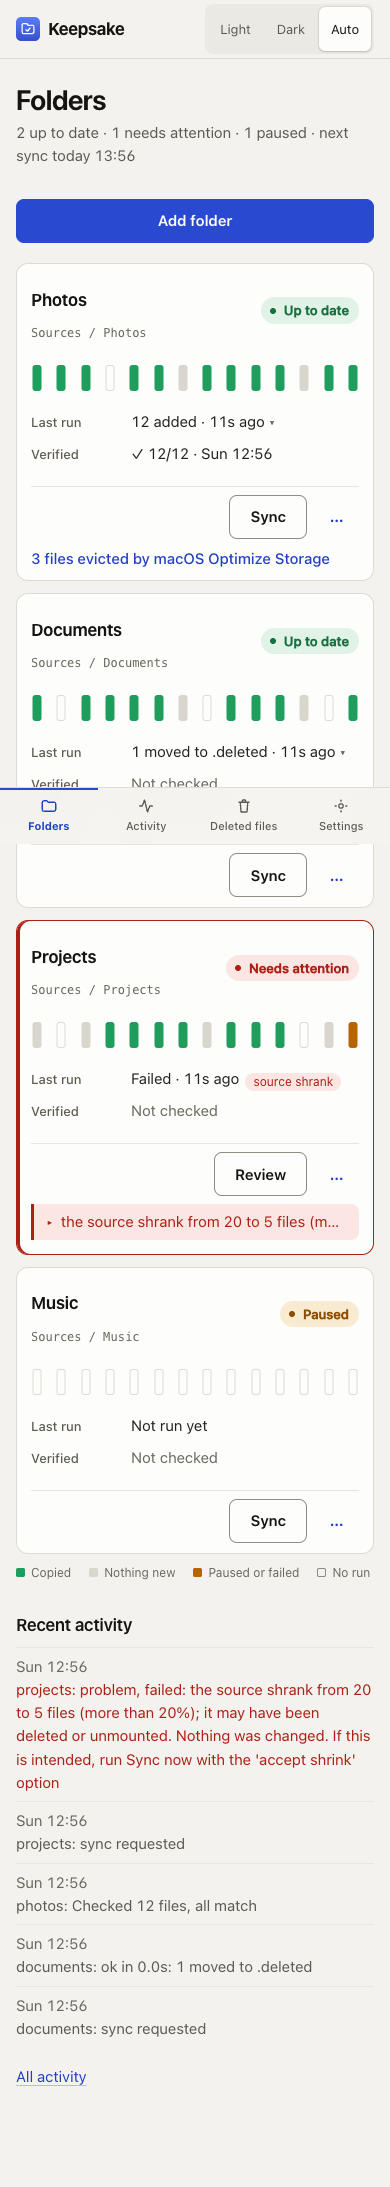 Keepsake
Light Dark Auto
Folders
2 up to date · 1 needs attention · 1 paused · next
sync today 13:56
Add folder
Photos
Up to date
Sources / Photos
Last run 12 added · 11s ago ▾
Verified ✓ 12/12 · Sun 12:56
Sync ...
3 files evicted by macOS Optimize Storage
Documents
Up to date
Sources / Documents
Last run 1 moved to .deleted · 11s ago ▾
Verified Not checked
Folders Activity Deleted files Settings
Sync ...
Projects
Needs attention
Sources / Projects
Last run Failed · 11s ago source shrank
Verified Not checked
Review ...
▸ the source shrank from 20 to 5 files (m...
Music
Paused
Sources / Music
Last run Not run yet
Verified Not checked
Sync ...
Copied Nothing new Paused or failed No run
Recent activity
Sun 12:56
projects: problem, failed: the source shrank from 20
to 5 files (more than 20%); it may have been
deleted or unmounted. Nothing was changed. If this
is intended, run Sync now with the 'accept shrink'
option
Sun 12:56
projects: sync requested
Sun 12:56
photos: Checked 12 files, all match
Sun 12:56
documents: ok in 0.0s: 1 moved to .deleted
Sun 12:56
documents: sync requested
All activity